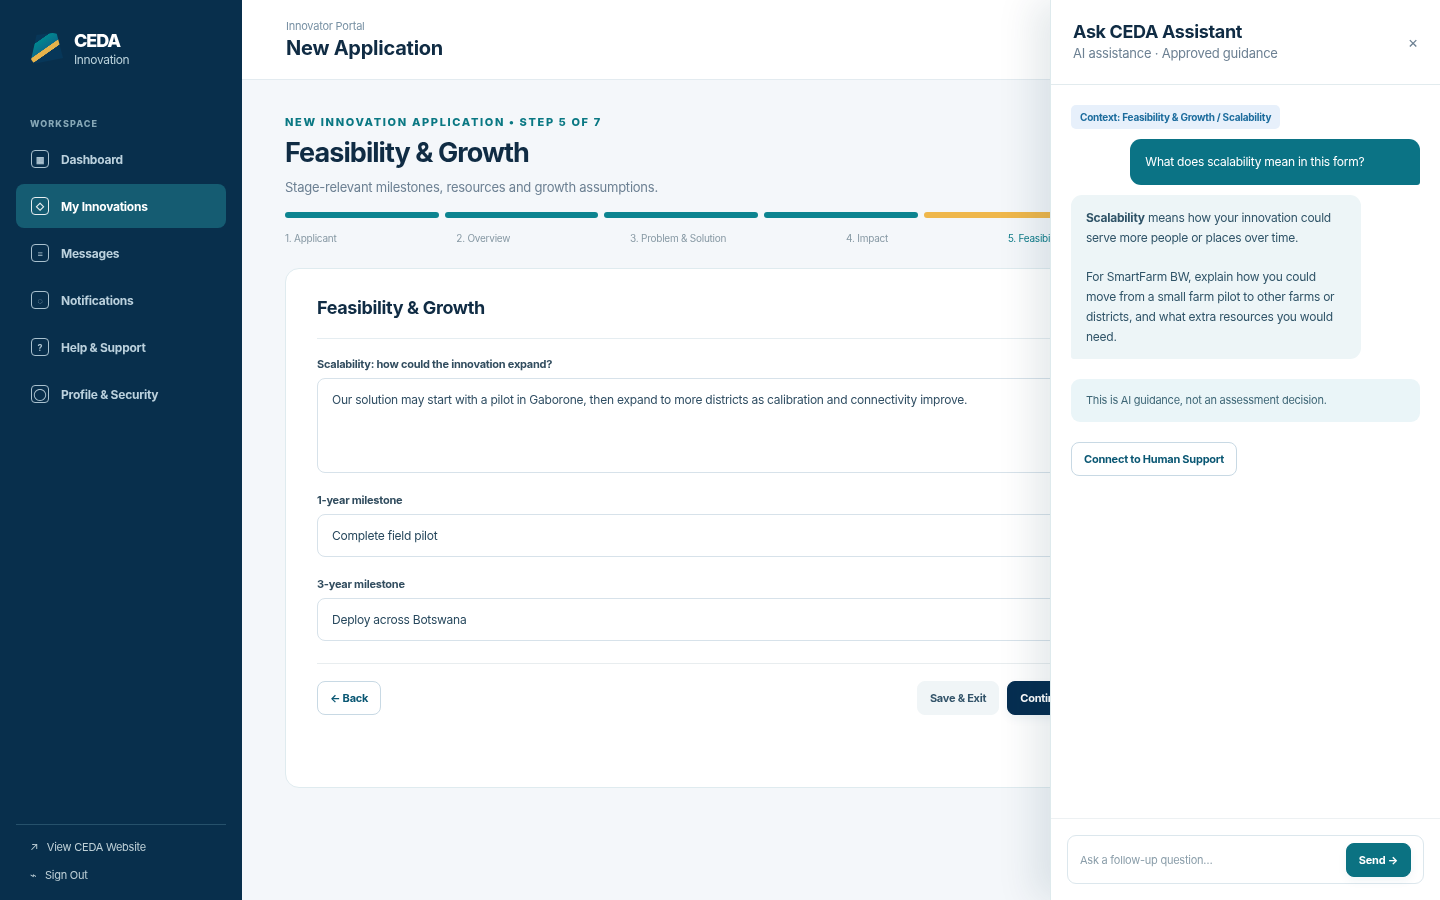 CEDA
Innovation
WORKSPACE
Dashboard
My Innovations
Messages
Notifications
Help & Support
Profile & Security
↗ View CEDA Website
Sign Out
Innovator Portal
New Application
NEW INNOVATION APPLICATION • STEP 5 OF 7
Feasibility & Growth
Stage-relevant milestones, resources and growth assumptions.
1. Applicant
2. Overview
3. Problem & Solution
4. Impact
5. Feasibi
Feasibility & Growth
Scalability: how could the innovation expand?
Our solution may start with a pilot in Gaborone, then expand to more districts as calibration and connectivity improve.
1-year milestone
Complete field pilot
3-year milestone
Deploy across Botswana
← Back
Save & Exit
Contin
Ask CEDA Assistant
AI assistance · Approved guidance
×
Context: Feasibility & Growth / Scalability
What does scalability mean in this form?
Scalability means how your innovation could
serve more people or places over time.
For SmartFarm BW, explain how you could
move from a small farm pilot to other farms or
districts, and what extra resources you would
need.
This is AI guidance, not an assessment decision.
Connect to Human Support
Ask a follow-up question...
Send →